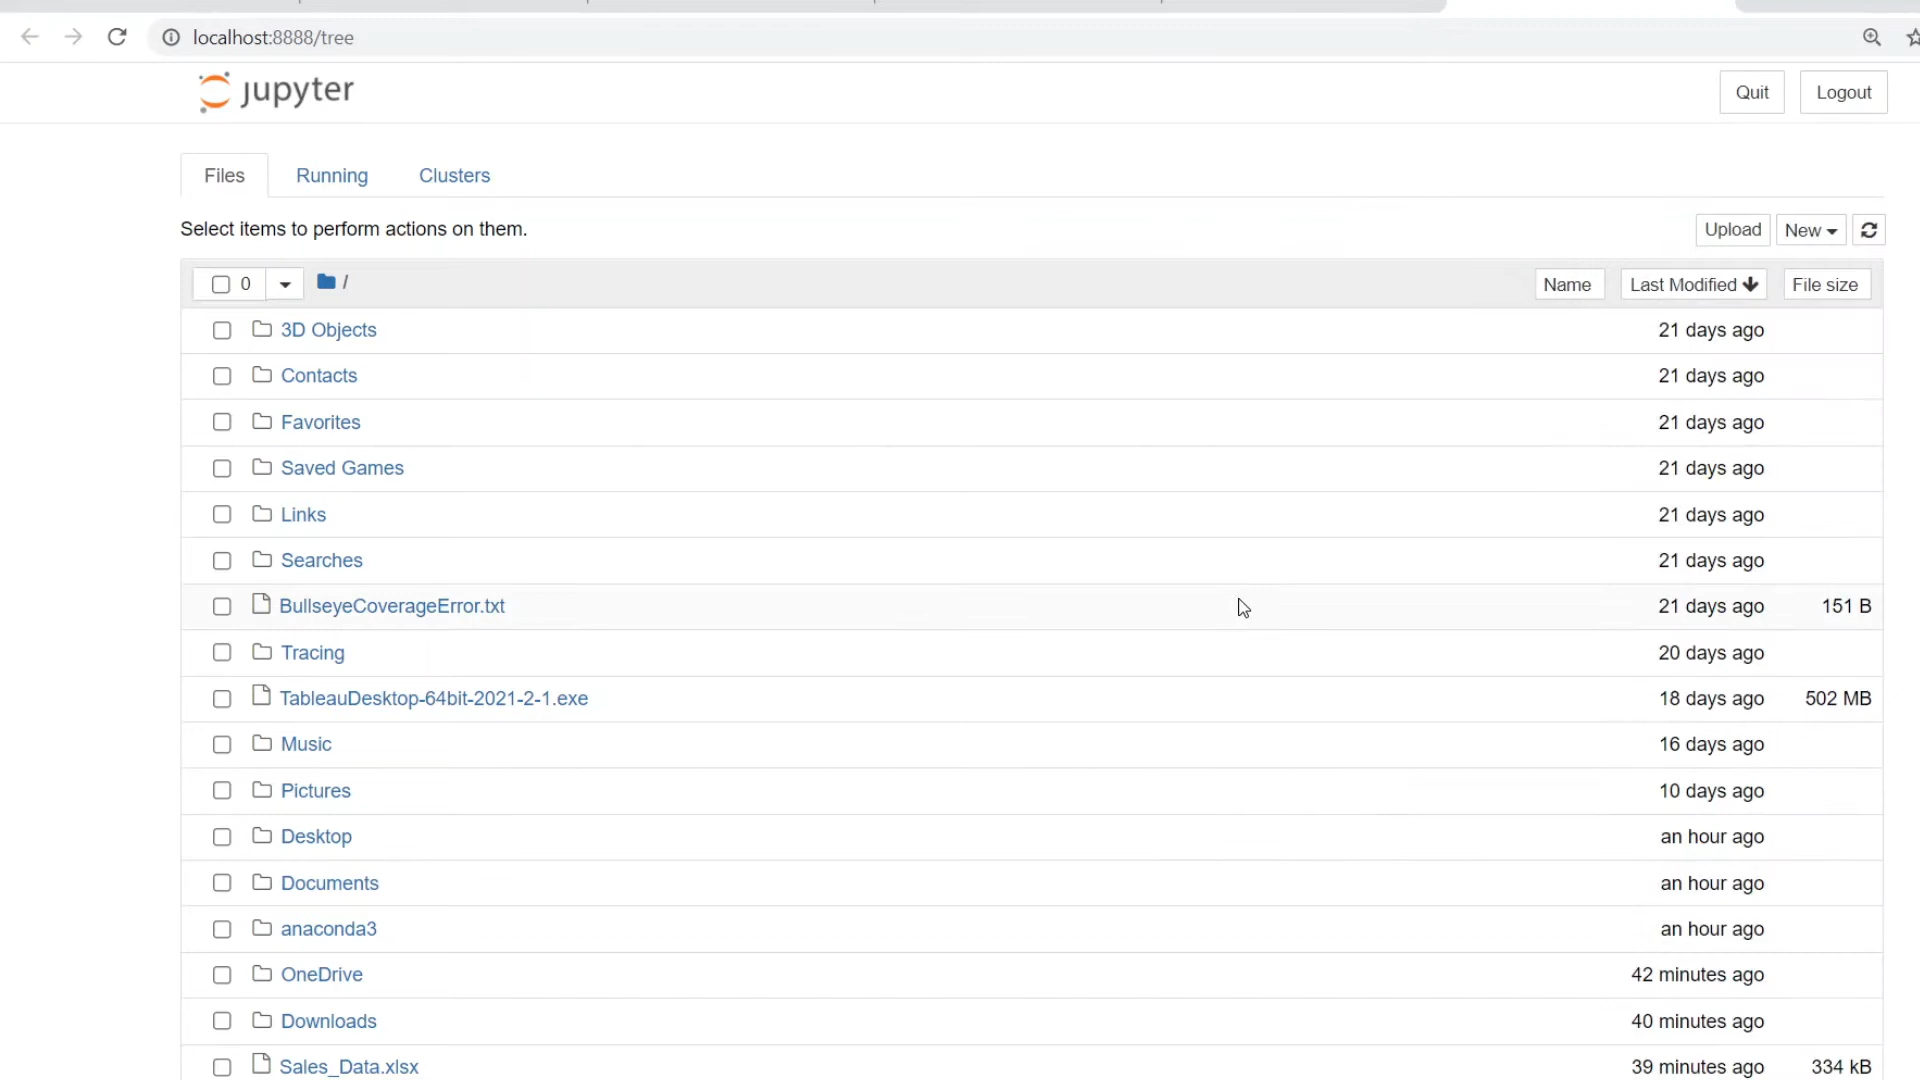 localhost:8888/tree
jupyter
Quit Logout
Files Running Clusters
Select items to perform actions on them.
Upload New
0 / Name Last Modified File size
3D Objects 21 days ago
Contacts 21 days ago
Favorites 21 days ago
Saved Games 21 days ago
Links 21 days ago
Searches 21 days ago
BullseyeCoverageError.txt 21 days ago 151 B
Tracing 20 days ago
TableauDesktop-64bit-2021-2-1.exe 18 days ago 502 MB
Music 16 days ago
Pictures 10 days ago
Desktop an hour ago
Documents an hour ago
anaconda3 an hour ago
OneDrive 42 minutes ago
Downloads 40 minutes ago
Sales_Data.xlsx 39 minutes ago 334 kB